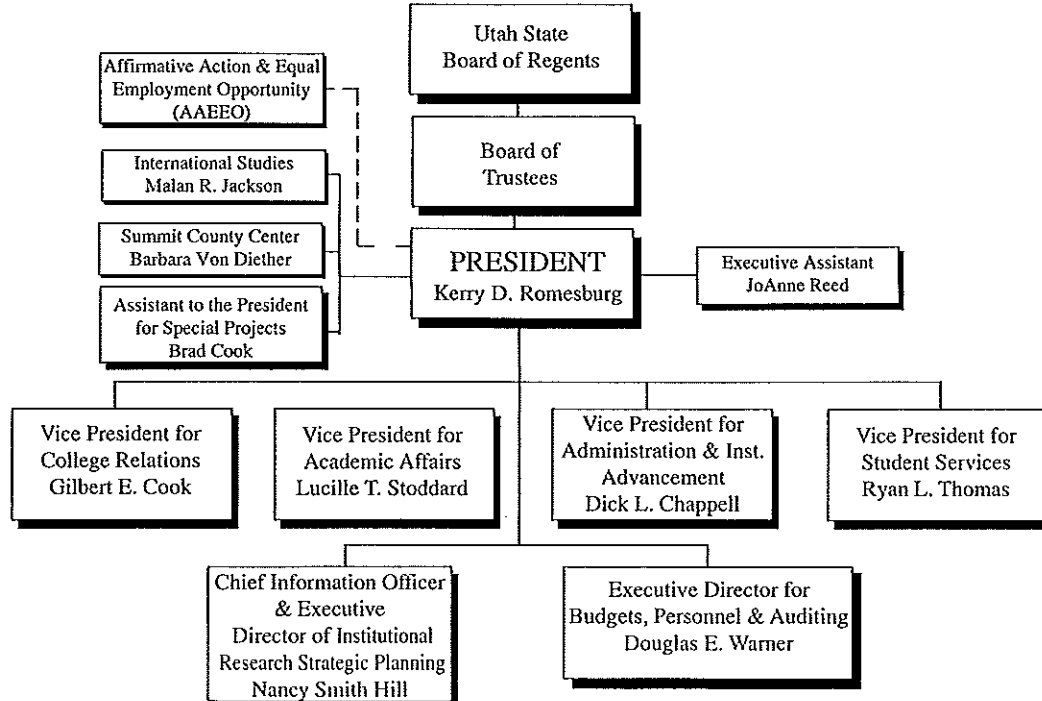 Utah State
Board of Regents
Affirmative Action & Equal
Employment Opportunity
(AAEEO)
Board of
Trustees
International Studies
Malan R. Jackson
Summit County Center
Barbara Von Diether
PRESIDENT
Kerry D. Romesburg
Executive Assistant
JoAnne Reed
Assistant to the President
for Special Projects
Brad Cook
Vice President for
College Relations
Gilbert E. Cook
Vice President for
Academic Affairs
Lucille T. Stoddard
Vice President for
Administration & Inst.
Advancement
Dick L. Chappell
Vice President for
Student Services
Ryan L. Thomas
Chief Information Officer
& Executive
Director of Institutional
Research Strategic Planning
Nancy Smith Hill
Executive Director for
Budgets, Personnel & Auditing
Douglas E. Warner